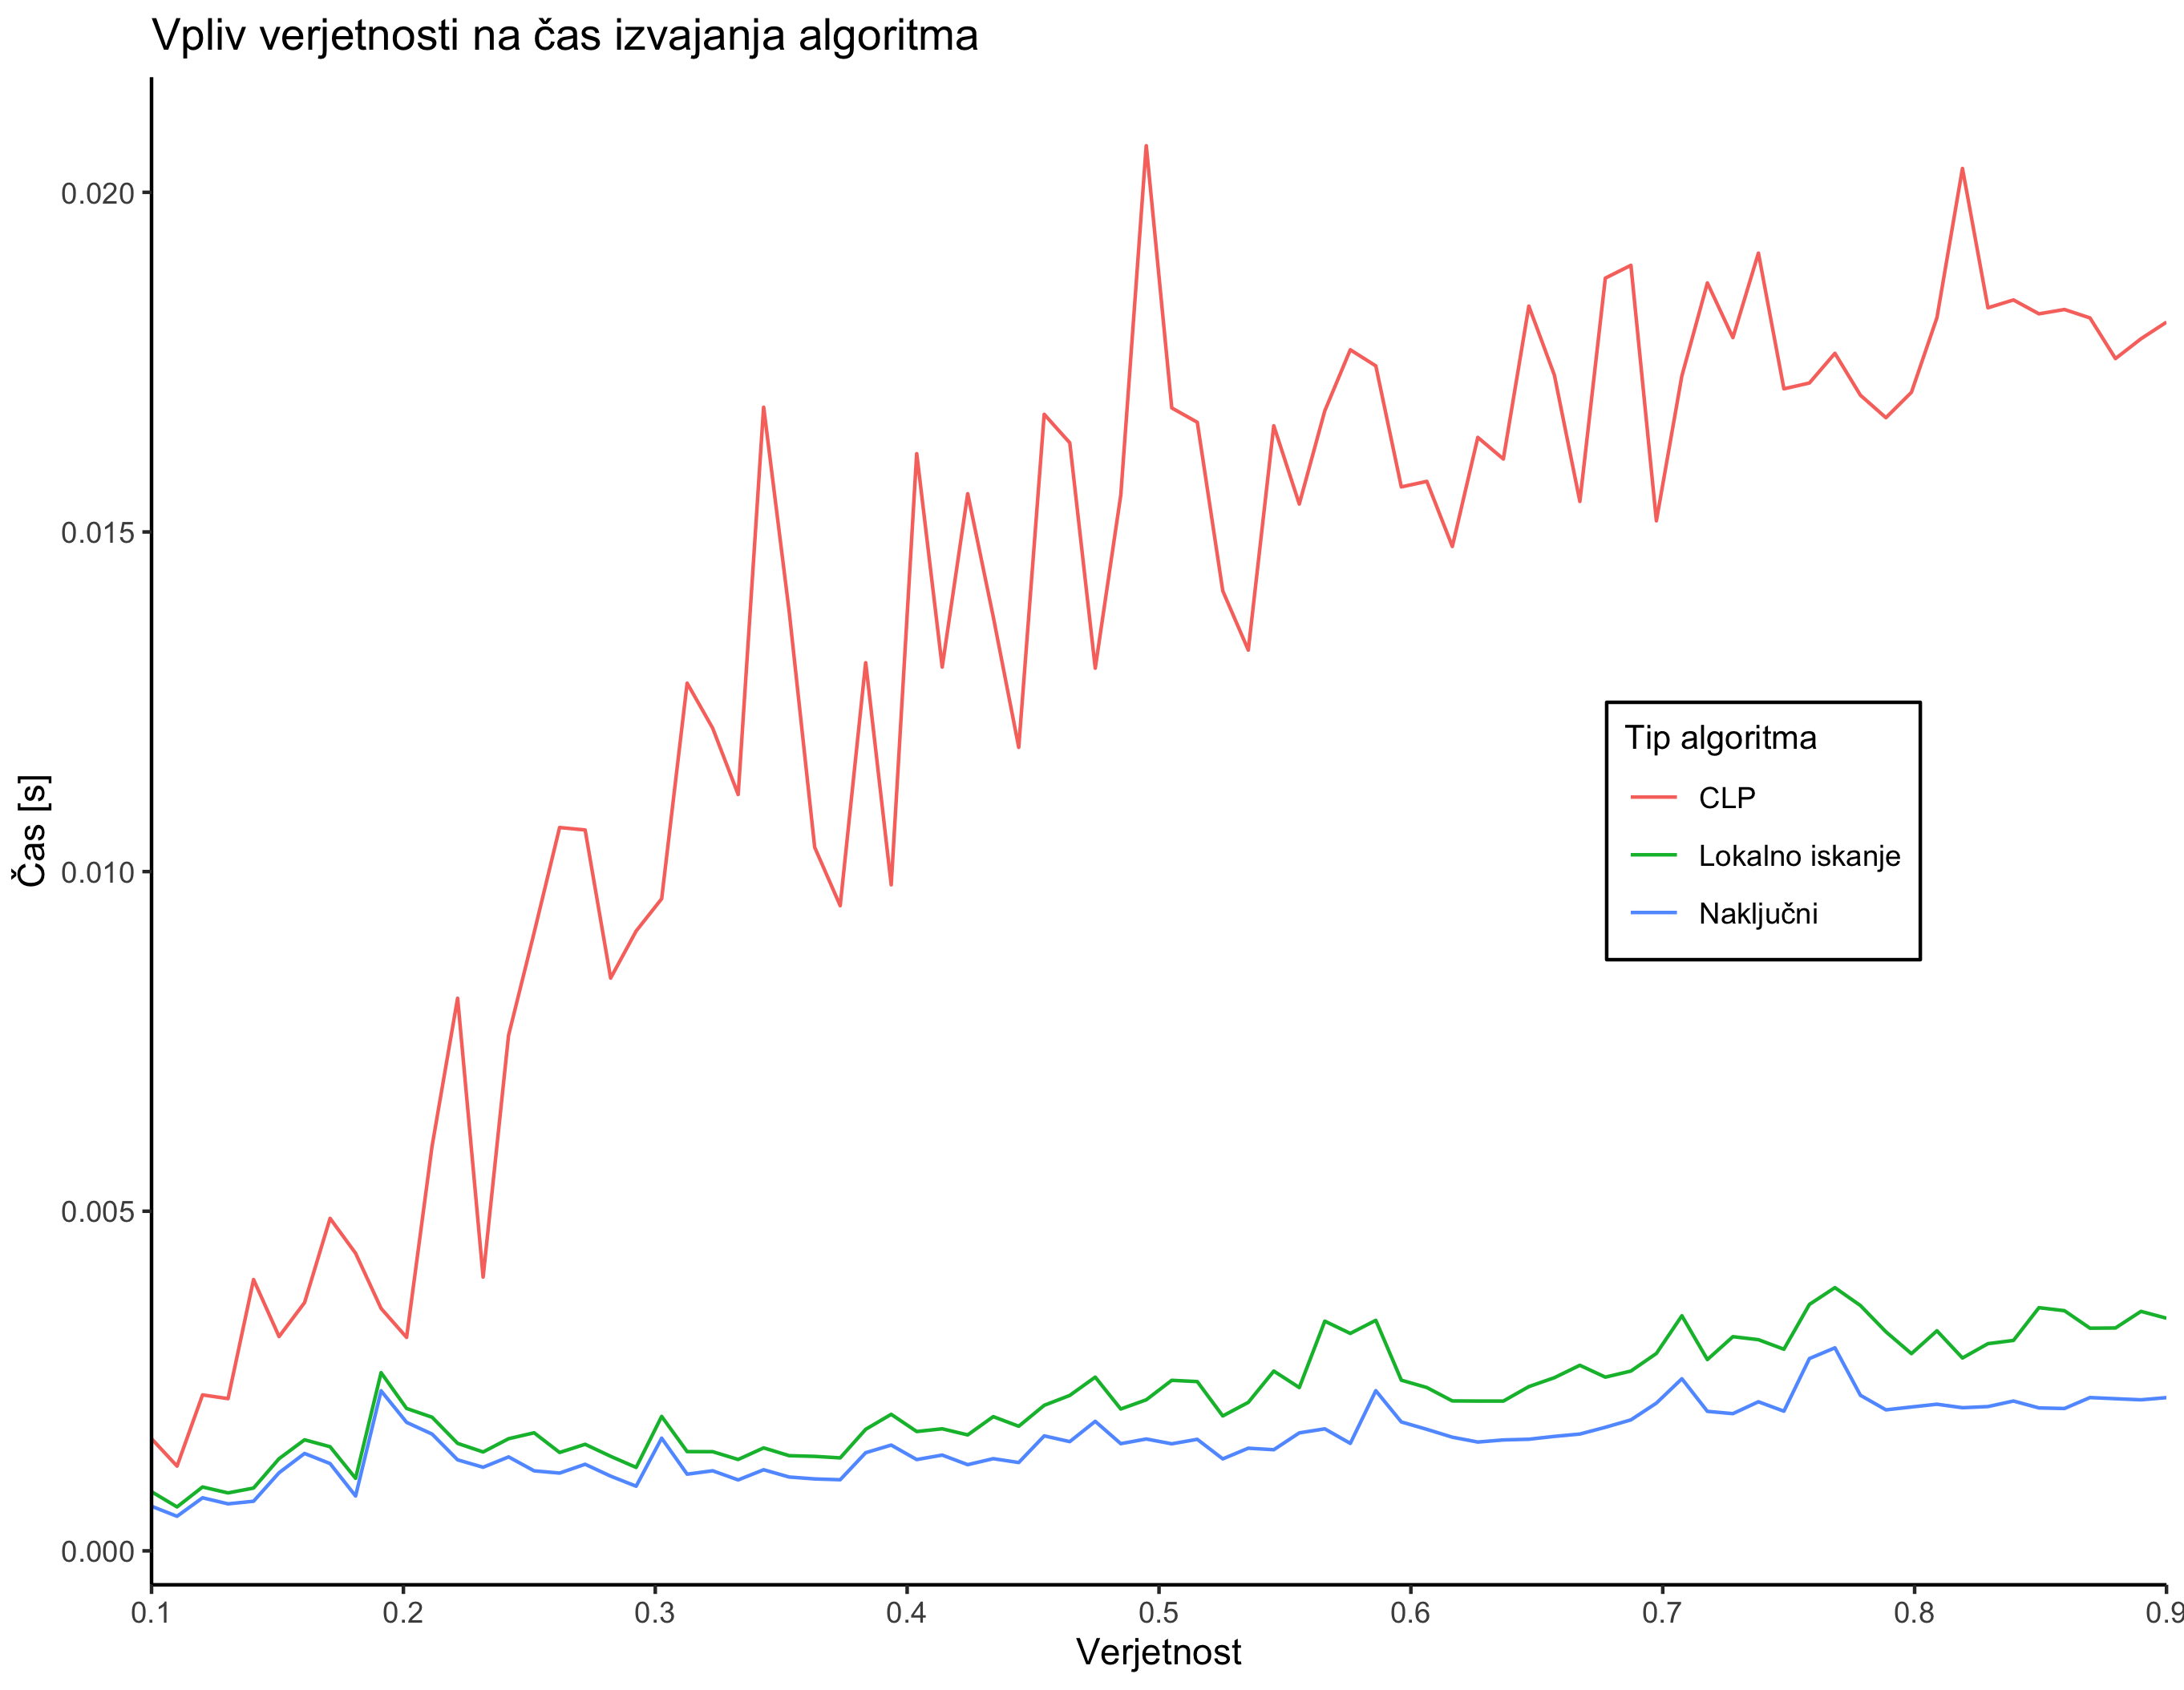 Vpliv verjetnosti na čas izvajanja algoritma
Čas [s]
0.020
0.015
0.010
0.005
0.000
Tip algoritma
CLP
Lokalno iskanje
Naključni
0.1 0.2 0.3 0.4 0.5 0.6 0.7 0.8 0.9
Verjetnost